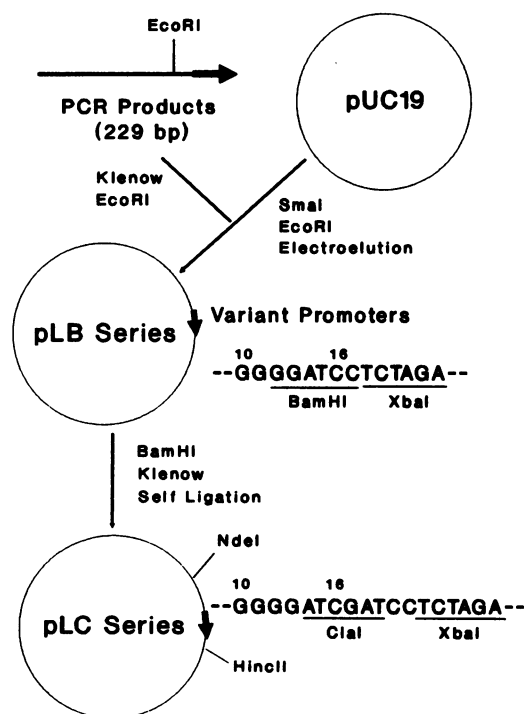 EcoRI
PCR Products
(229 bp)
pUC19
Klenow
EcoRI
SmaI
EcoRI
Electroelution
pLB Series
Variant Promoters
10 16
--GGGGATCCTCTAGA--
BamHI XbaI
BamHI
Klenow
Self Ligation
NdeI
pLC Series
10 16
--GGGGATCGATCCTCTAGA--
ClaI XbaI
HincII